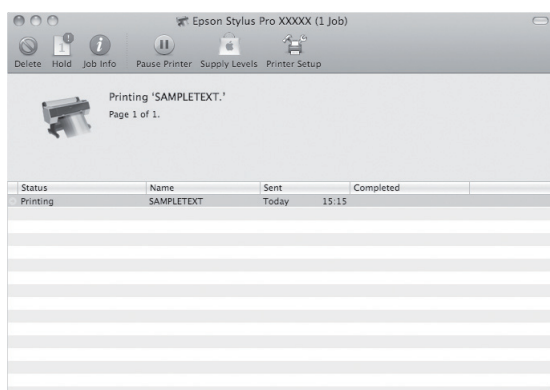 Epson Stylus Pro XXXXX (1 Job)
1
Delete Hold Job Info Pause Printer Supply Levels Printer Setup
Printing 'SAMPLETEXT.'
Page 1 of 1.
Status Name Sent Completed
Printing SAMPLETEXT Today 15:15